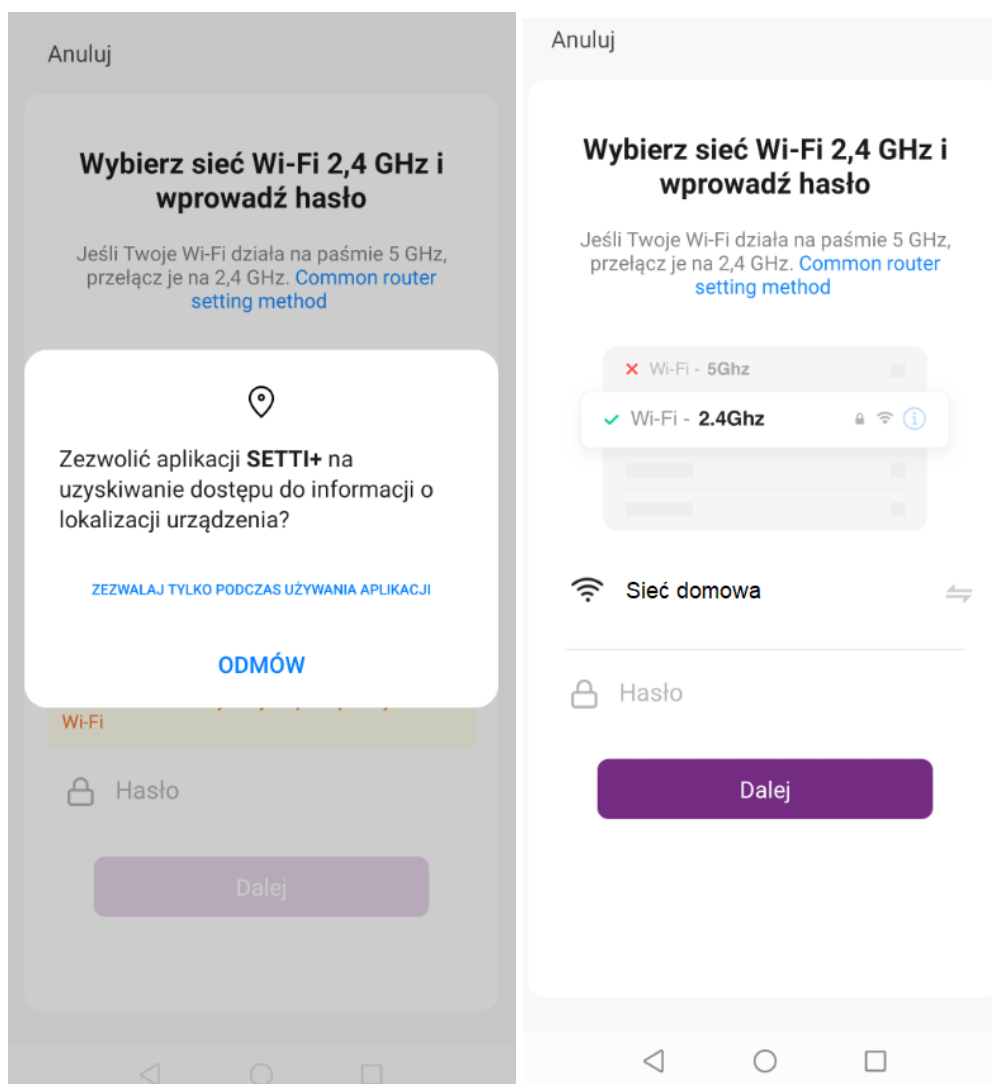 Anuluj
Wybierz sieć Wi-Fi 2,4 GHz i
wprowadź hasło
Jeśli Twoje Wi-Fi działa na paśmie 5 GHz,
przełącz je na 2,4 GHz. Common router
setting method
Zezwolić aplikacji SETTI+ na
uzyskiwanie dostępu do informacji o
lokalizacji urządzenia?
ZEZWALAJ TYLKO PODCZAS UŻYWANIA APLIKACJI
ODMÓW
Wi-Fi
Hasło
Dalej
Anuluj
Wybierz sieć Wi-Fi 2,4 GHz i
wprowadź hasło
Jeśli Twoje Wi-Fi działa na paśmie 5 GHz,
przełącz je na 2,4 GHz. Common router
setting method
Wi-Fi - 5Ghz
Wi-Fi - 2.4Ghz
Sieć domowa
Hasło
Dalej